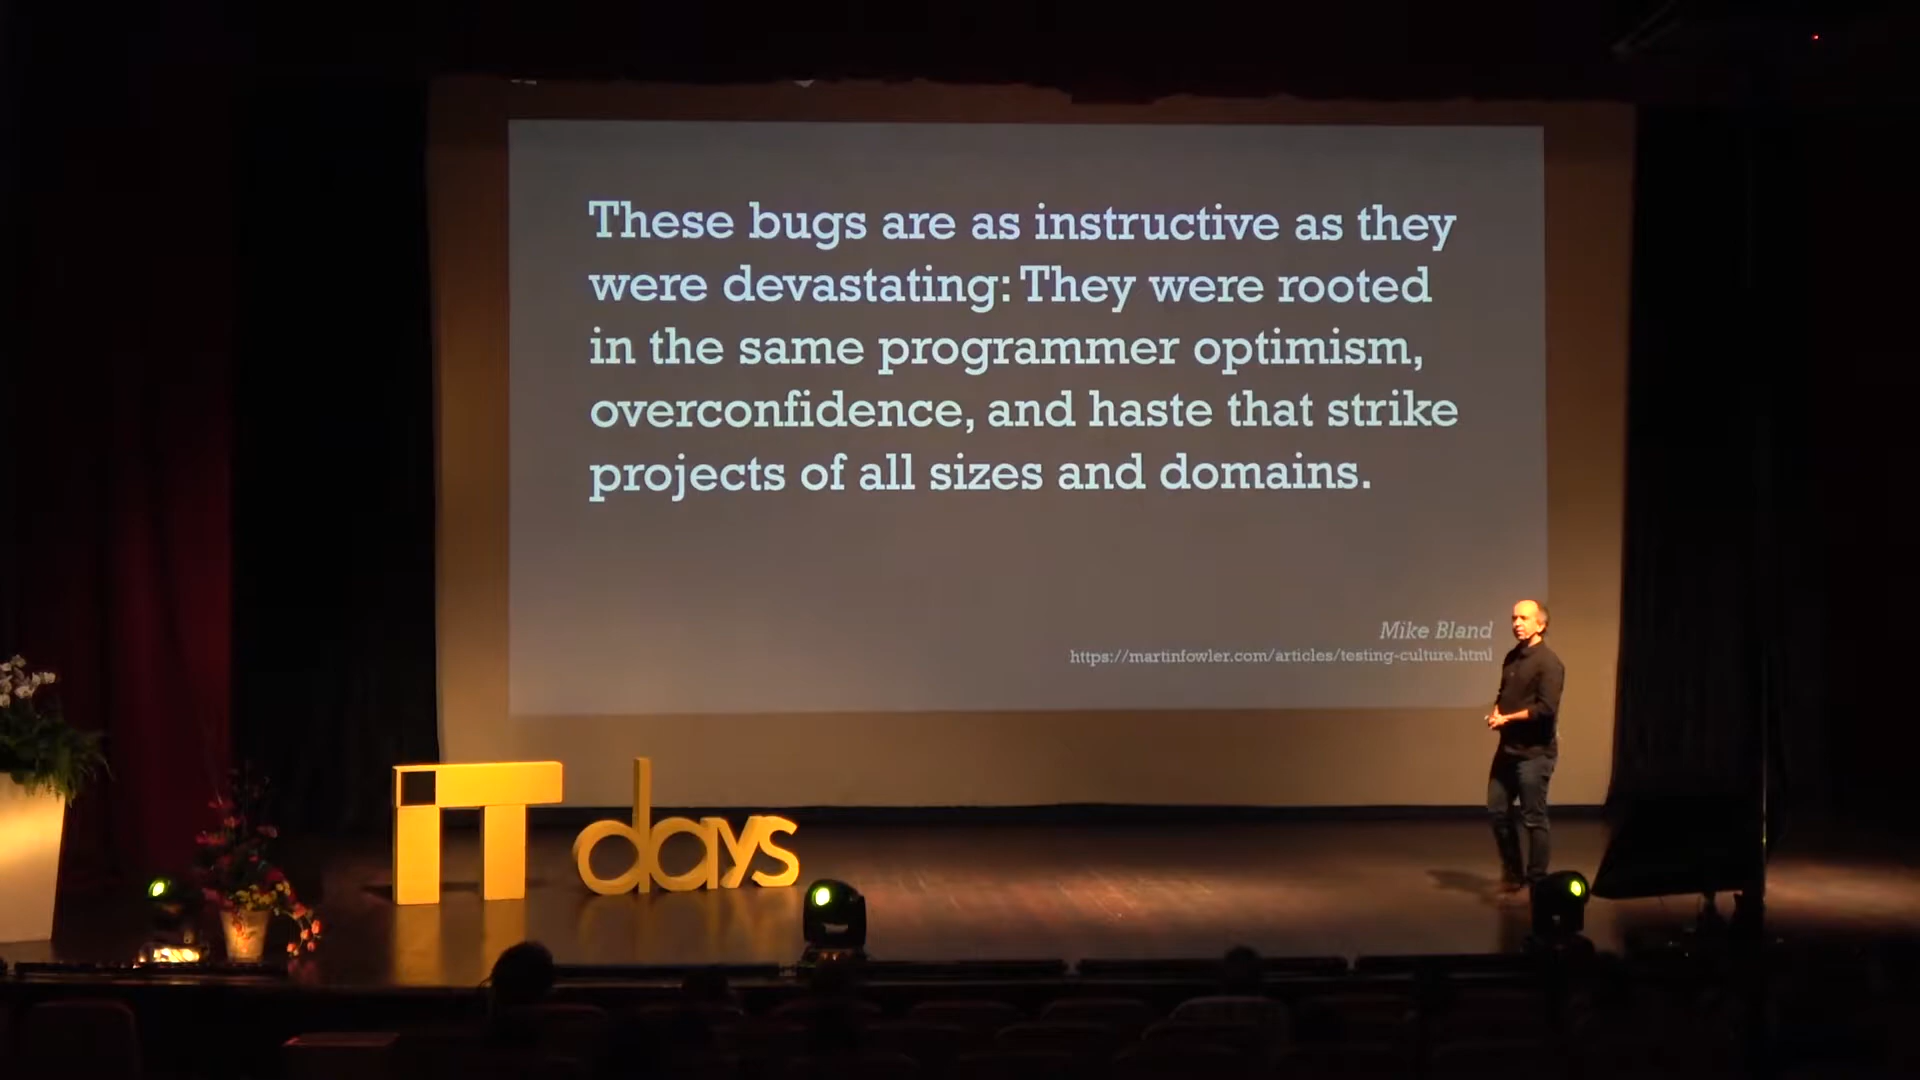 These bugs are as instructive as they
were devastating: They were rooted
in the same programmer optimism,
overconfidence, and haste that strike
projects of all sizes and domains.
Mike Bland
https://martinfowler.com/articles/testing-culture.html
iT days